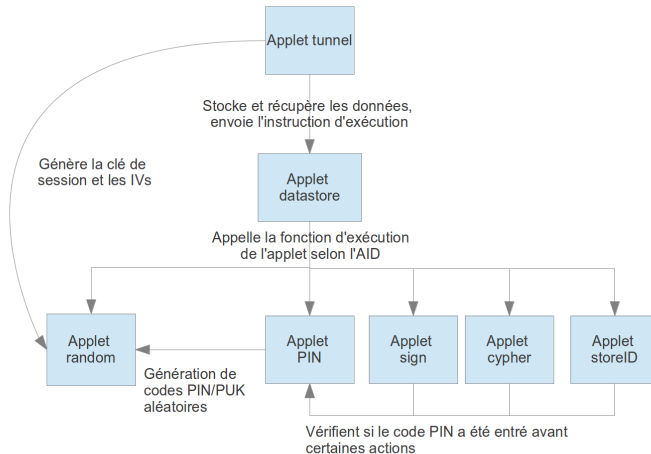 Applet tunnel
Stocke et récupère les données,
envoie l'instruction d'exécution
Génère la clé de
session et les IVs
Applet
datastore
Appelle la fonction d'exécution
de l'applet selon l'AID
Applet
random
Applet
PIN
Applet
sign
Applet
cypher
Applet
storeID
Génération de
codes PIN/PUK
aléatoires
Vérifient si le code PIN a été entré avant
certaines actions